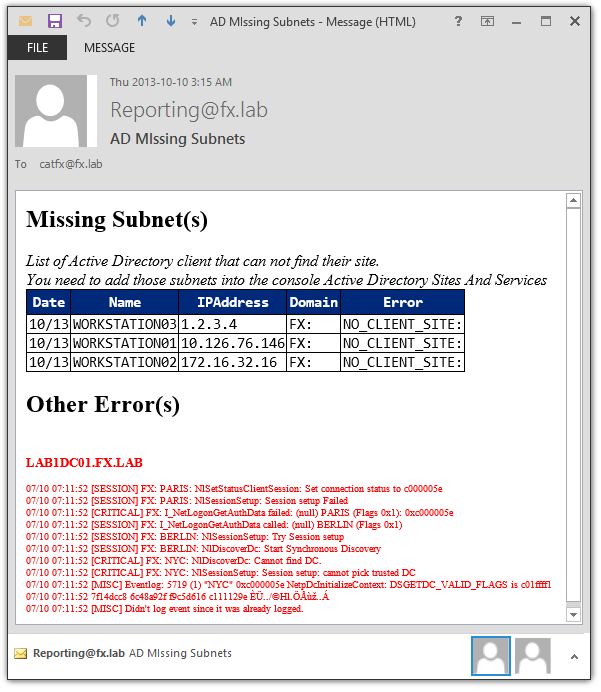 AD MIssing Subnets - Message (HTML)
FILE MESSAGE
Thu 2013-10-10 3:15 AM
Reporting@fx.lab
AD MIssing Subnets
To catfx@fx.lab
Missing Subnet(s)
List of Active Directory client that can not find their site.
You need to add those subnets into the console Active Directory Sites And Services
Date Name IPAddress Domain Error
10/13 WORKSTATION03 1.2.3.4 FX: NO_CLIENT_SITE:
10/13 WORKSTATION01 10.126.76.146 FX: NO_CLIENT_SITE:
10/13 WORKSTATION02 172.16.32.16 FX: NO_CLIENT_SITE:
Other Error(s)
LAB1DC01.FX.LAB
07/10 07:11:52 [SESSION] FX: PARIS: NlSetStatusClientSession: Set connection status to c000005e
07/10 07:11:52 [SESSION] FX: PARIS: NlSessionSetup: Session setup Failed
07/10 07:11:52 [CRITICAL] FX: I_NetLogonGetAuthData failed: (null) PARIS (Flags 0x1): 0xc000005e
07/10 07:11:52 [SESSION] FX: I_NetLogonGetAuthData called: (null) BERLIN (Flags 0x1)
07/10 07:11:52 [SESSION] FX: BERLIN: NlSessionSetup: Try Session setup
07/10 07:11:52 [SESSION] FX: BERLIN: NlDiscoverDc: Start Synchronous Discovery
07/10 07:11:52 [CRITICAL] FX: NYC: NlDiscoverDc: Cannot find DC.
07/10 07:11:52 [CRITICAL] FX: NYC: NlSessionSetup: Session setup: cannot pick trusted DC
07/10 07:11:52 [MISC] Eventlog: 5719 (1) "NYC" 0xc000005e NetpDcInitializeContext: DSGETDC_VALID_FLAGS is c01ffff1
07/10 07:11:52 7f14dcc8 6c48a92f f9c5d616 c111129e ÈÜ../©Hl.ÖÅùž..Á
07/10 07:11:52 [MISC] Didn't log event since it was already logged.
Reporting@fx.lab AD MIssing Subnets